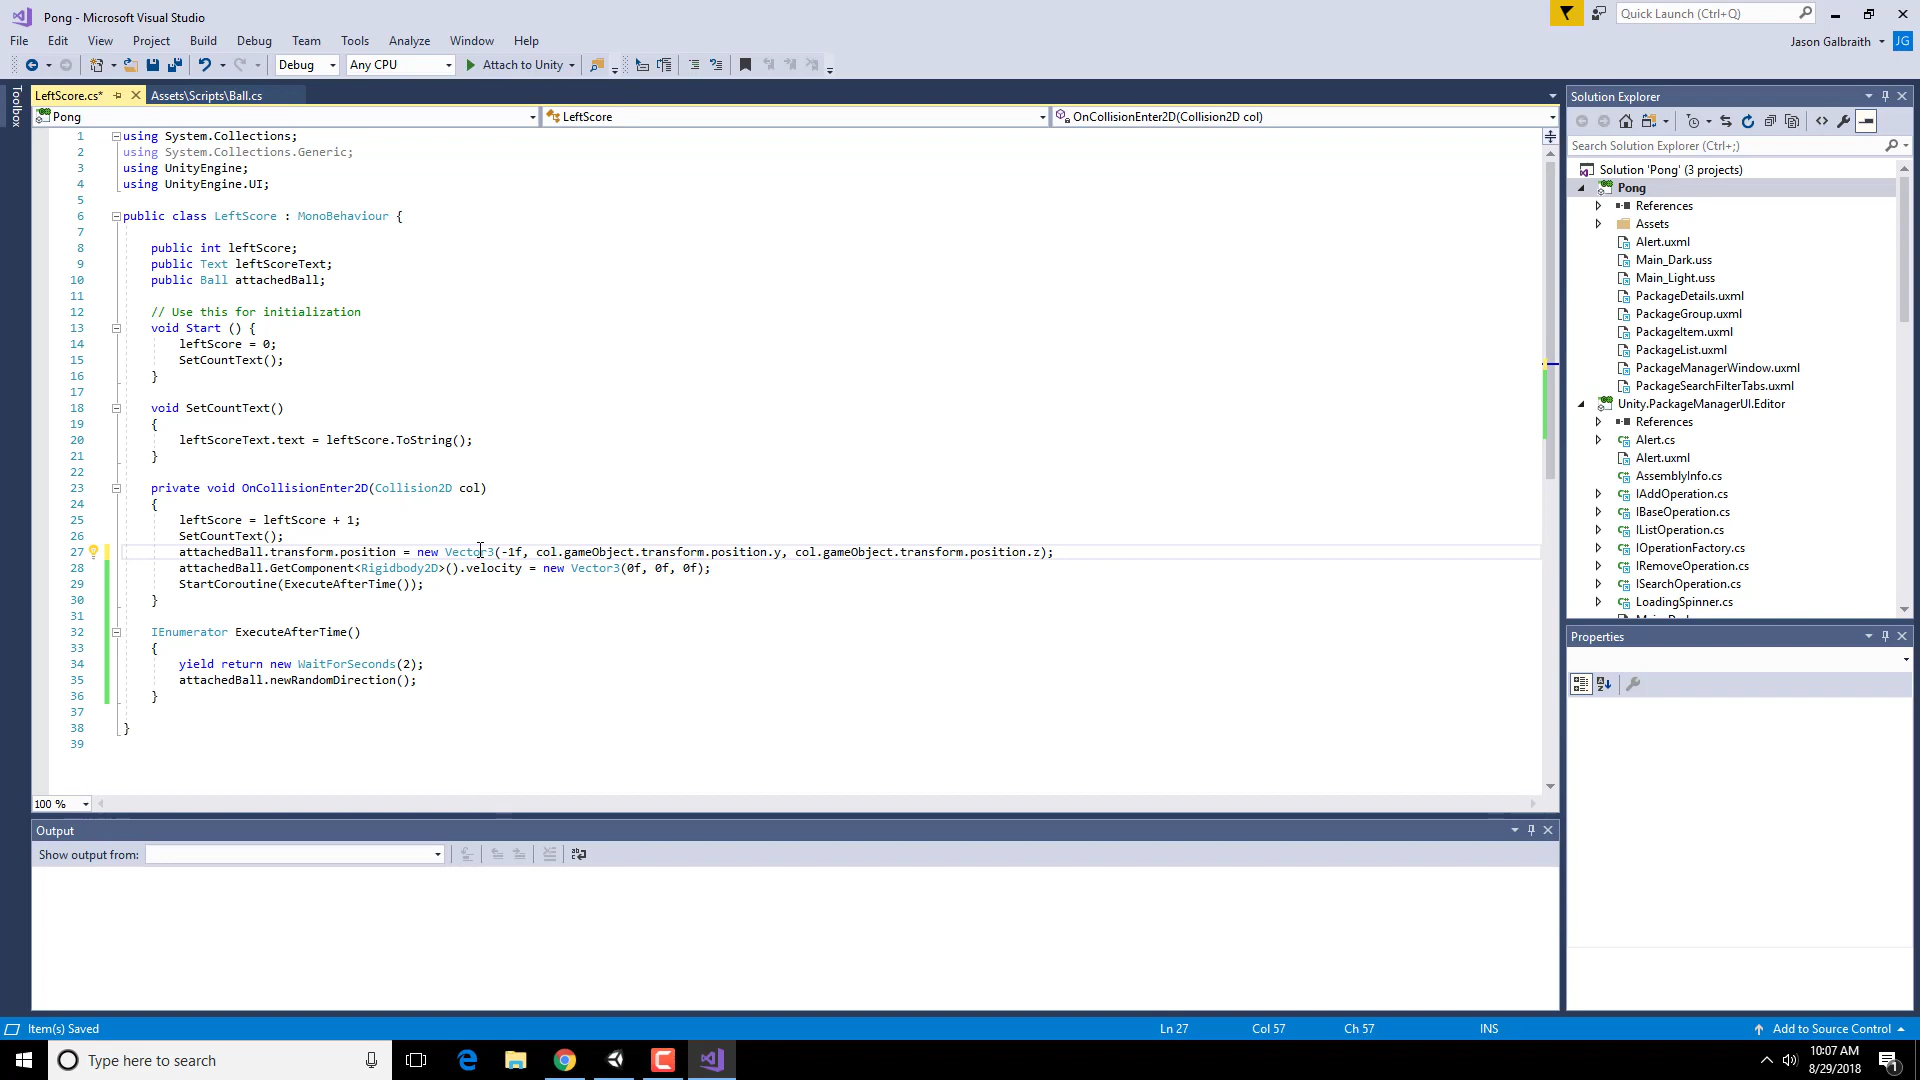 Pong - Microsoft Visual Studio
Quick Launch (Ctrl+Q)
File Edit View Project Build Debug Team Tools Analyze Window Help
Jason Galbraith JG
Debug Any CPU Attach to Unity
Toolbox
LeftScore.cs* Assets\Scripts\Ball.cs
Pong LeftScore OnCollisionEnter2D(Collision2D col)
1 using System.Collections;
2 using System.Collections.Generic;
3 using UnityEngine;
4 using UnityEngine.UI;
5
6 public class LeftScore : MonoBehaviour {
7
8 public int leftScore;
9 public Text leftScoreText;
10 public Ball attachedBall;
11
12 // Use this for initialization
13 void Start () {
14 leftScore = 0;
15 SetCountText();
16 }
17
18 void SetCountText()
19 {
20 leftScoreText.text = leftScore.ToString();
21 }
22
23 private void OnCollisionEnter2D(Collision2D col)
24 {
25 leftScore = leftScore + 1;
26 SetCountText();
27 attachedBall.transform.position = new Vector3(-1f, col.gameObject.transform.position.y, col.gameObject.transform.position.z);
28 attachedBall.GetComponent<Rigidbody2D>().velocity = new Vector3(0f, 0f, 0f);
29 StartCoroutine(ExecuteAfterTime());
30 }
31
32 IEnumerator ExecuteAfterTime()
33 {
34 yield return new WaitForSeconds(2);
35 attachedBall.newRandomDirection();
36 }
37
38 }
39
100 %
Output
Show output from:
Solution Explorer
Search Solution Explorer (Ctrl+;)
Solution 'Pong' (3 projects)
Pong
References
Assets
Alert.uxml
Main_Dark.uss
Main_Light.uss
PackageDetails.uxml
PackageGroup.uxml
PackageItem.uxml
PackageList.uxml
PackageManagerWindow.uxml
PackageSearchFilterTabs.uxml
Unity.PackageManagerUI.Editor
References
Alert.cs
Alert.uxml
AssemblyInfo.cs
IAddOperation.cs
IBaseOperation.cs
IListOperation.cs
IOperationFactory.cs
IRemoveOperation.cs
ISearchOperation.cs
LoadingSpinner.cs
Properties
Item(s) Saved Ln 27 Col 57 Ch 57 INS Add to Source Control
Type here to search
10:07 AM
8/29/2018
1